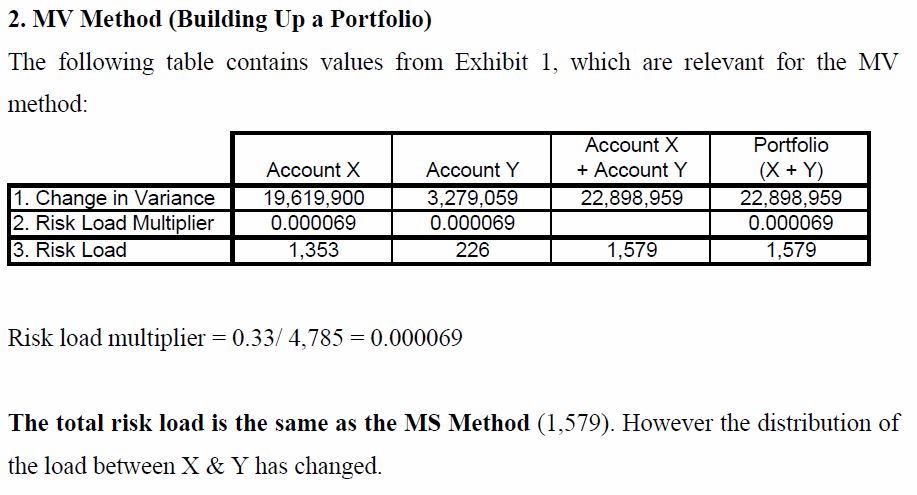 2. MV Method (Building Up a Portfolio)
The following table contains values from Exhibit 1, which are relevant for the MV
method:
Account X Account Y Account X + Account Y Portfolio (X + Y)
1. Change in Variance 19,619,900 3,279,059 22,898,959 22,898,959
2. Risk Load Multiplier 0.000069 0.000069 0.000069
3. Risk Load 1,353 226 1,579 1,579
Risk load multiplier = 0.33/ 4,785 = 0.000069
The total risk load is the same as the MS Method (1,579). However the distribution of
the load between X & Y has changed.